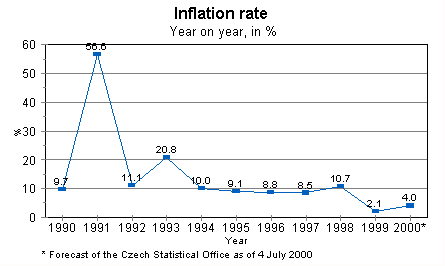 Inflation rate
Year on year, in %
60
50
40
%30
20
10
0
9.7 56.6 11.1 20.8 10.0 9.1 8.8 8.5 10.7 2.1 4.0
1990 1991 1992 1993 1994 1995 1996 1997 1998 1999 2000*
Year
* Forecast of the Czech Statistical Office as of 4 July 2000